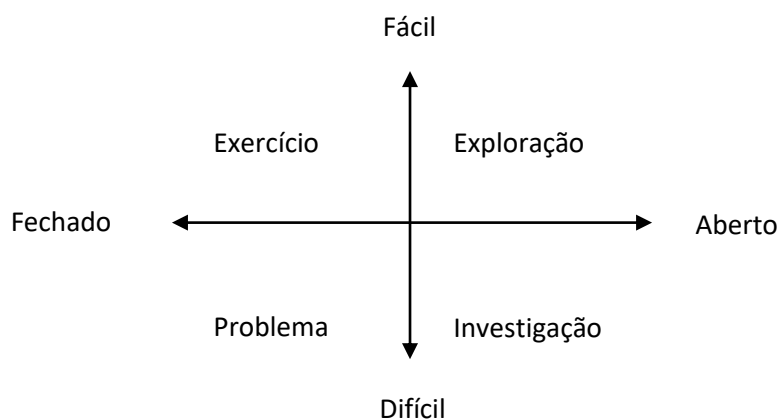 Fácil
Exercício Exploração
Fechado Aberto
Problema Investigação
Difícil